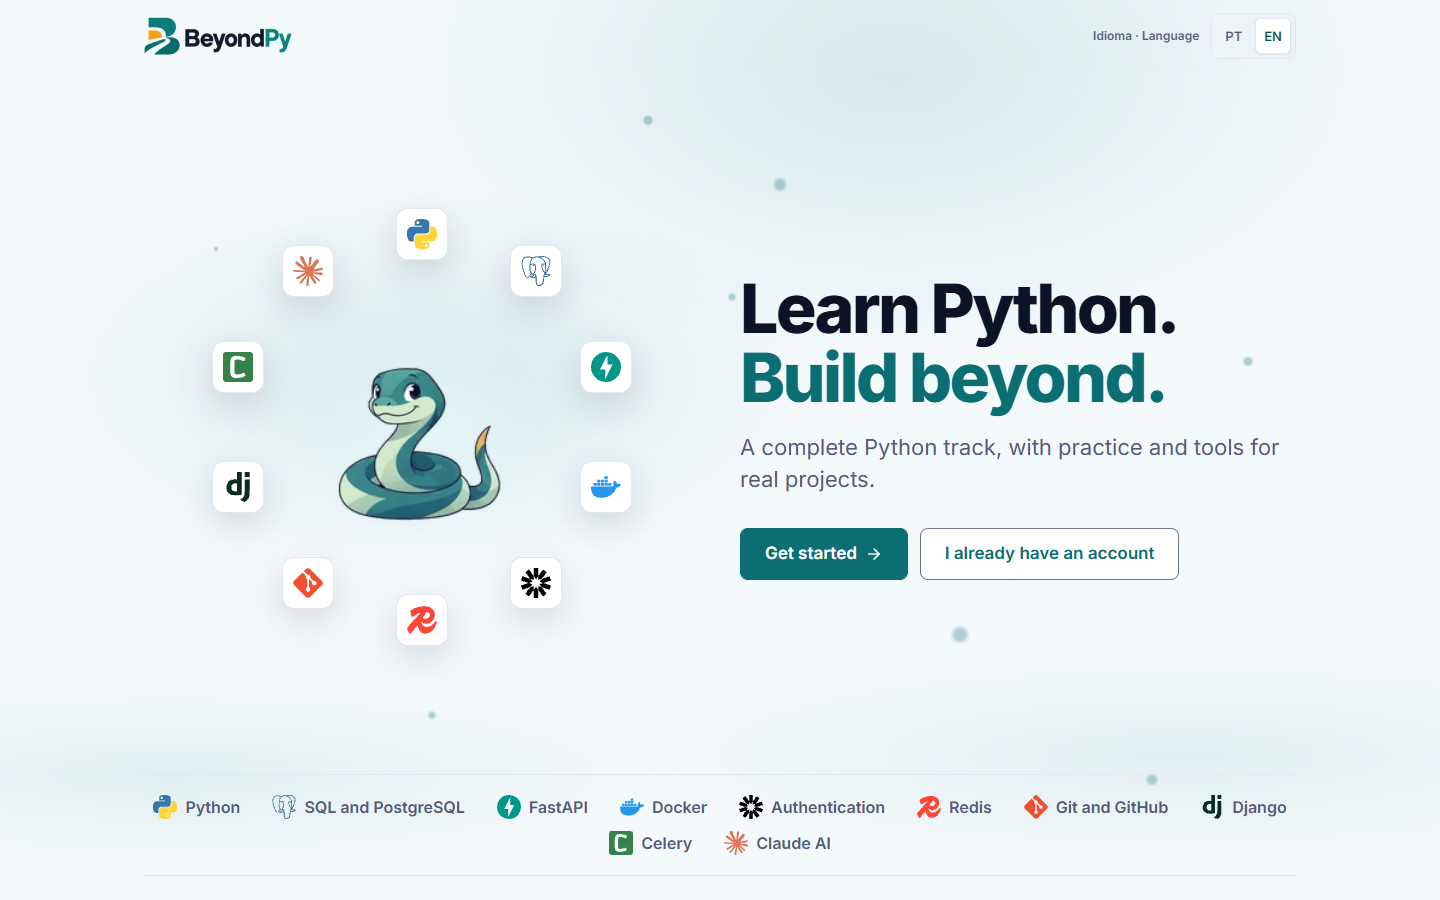 BeyondPy
Idioma · Language
PT
EN
Learn Python.
Build beyond.
A complete Python track, with practice and tools for
real projects.
Get started →
I already have an account
Python
SQL and PostgreSQL
FastAPI
Docker
Authentication
Redis
Git and GitHub
dj
Django
Celery
Claude AI
C
dj